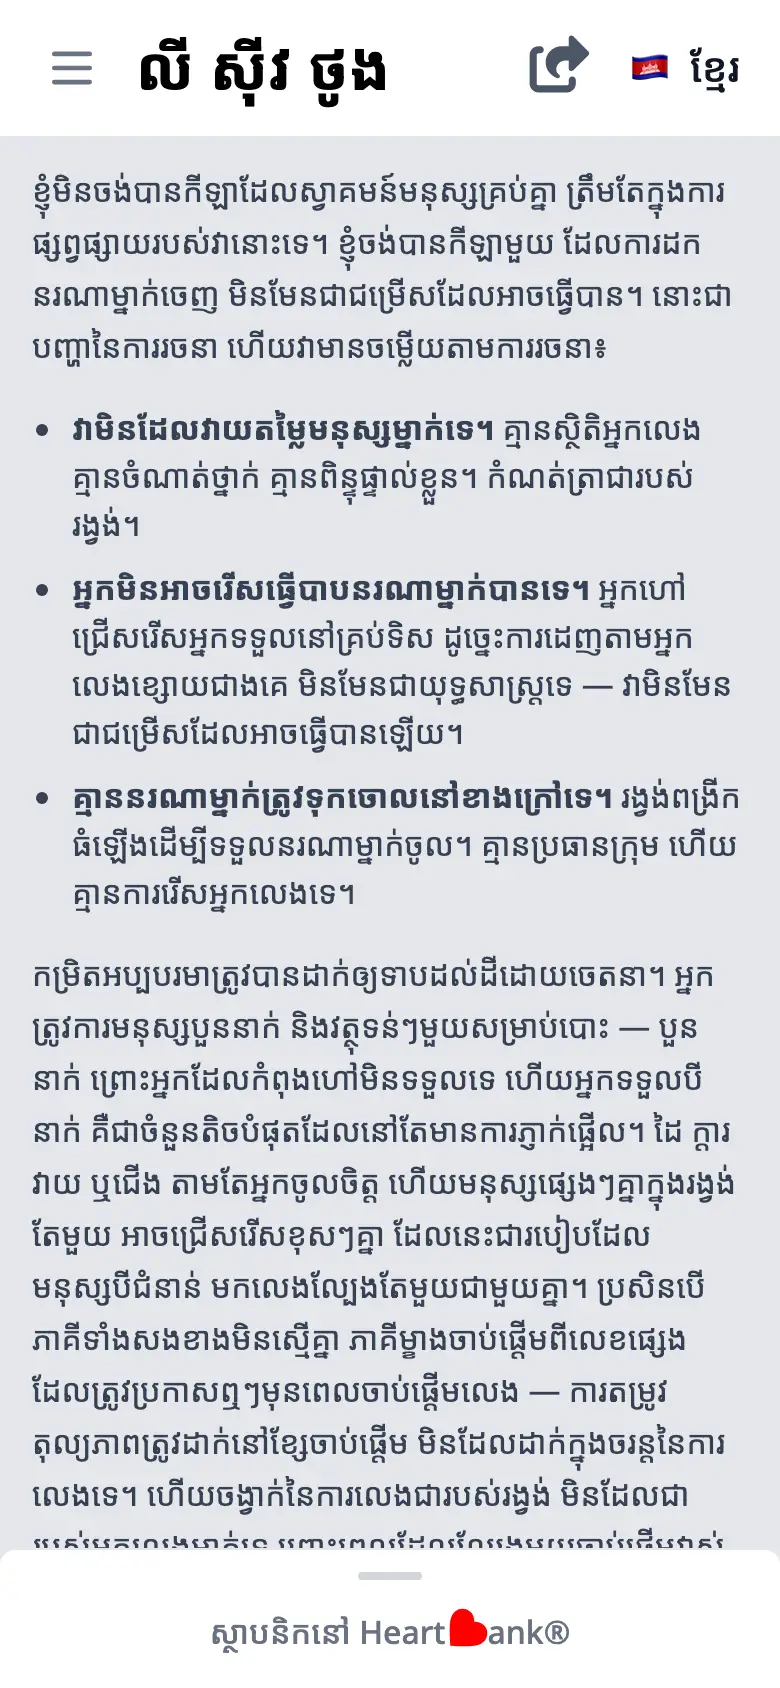 លី ស៊ីវ ថូង
ខ្មែរ
ខ្ញុំមិនចង់បានកីឡាដែលស្វាគមន៍មនុស្សគ្រប់គ្នា ត្រឹមតែក្នុងការ
ផ្សព្វផ្សាយរបស់វានោះទេ។ ខ្ញុំចង់បានកីឡាមួយ ដែលការដក
នរណាម្នាក់ចេញ មិនមែនជាជម្រើសដែលអាចធ្វើបាន។ នោះជា
បញ្ហានៃការរចនា ហើយវាមានចម្លើយតាមការរចនា៖
• វាមិនដែលវាយតម្លៃមនុស្សម្នាក់ទេ។ គ្មានស្ថិតិអ្នកលេង
គ្មានចំណាត់ថ្នាក់ គ្មានពិន្ទុផ្ទាល់ខ្លួន។ កំណត់ត្រាជារបស់
រង្វង់។
• អ្នកមិនអាចរើសធ្វើបាបនរណាម្នាក់បានទេ។ អ្នកហៅ
ជ្រើសរើសអ្នកទទួលនៅគ្រប់ទិស ដូច្នេះការដេញតាមអ្នក
លេងខ្សោយជាងគេ មិនមែនជាយុទ្ធសាស្ត្រទេ — វាមិនមែន
ជាជម្រើសដែលអាចធ្វើបានឡើយ។
• គ្មាននរណាម្នាក់ត្រូវទុកចោលនៅខាងក្រៅទេ។ រង្វង់ពង្រីក
ធំឡើងដើម្បីទទួលនរណាម្នាក់ចូល។ គ្មានប្រធានក្រុម ហើយ
គ្មានការរើសអ្នកលេងទេ។
កម្រិតអប្បបរមាត្រូវបានដាក់ឲ្យទាបដល់ដីដោយចេតនា។ អ្នក
ត្រូវការមនុស្សបួននាក់ និងវត្ថុទន់ៗមួយសម្រាប់បោះ — បួន
នាក់ ព្រោះអ្នកដែលកំពុងហៅមិនទទួលទេ ហើយអ្នកទទួលបី
នាក់ គឺជាចំនួនតិចបំផុតដែលនៅតែមានការភ្ញាក់ផ្អើល។ ដៃ ក្ដារ
វាយ ឬជើង តាមតែអ្នកចូលចិត្ត ហើយមនុស្សផ្សេងៗគ្នាក្នុងរង្វង់
តែមួយ អាចជ្រើសរើសខុសៗគ្នា ដែលនេះជារបៀបដែល
មនុស្សបីជំនាន់ មកលេងល្បែងតែមួយជាមួយគ្នា។ ប្រសិនបើ
ភាគីទាំងសងខាងមិនស្មើគ្នា ភាគីម្ខាងចាប់ផ្ដើមពីលេខផ្សេង
ដែលត្រូវប្រកាសឮៗមុនពេលចាប់ផ្ដើមលេង — ការតម្រូវ
តុល្យភាពត្រូវដាក់នៅខ្សែចាប់ផ្ដើម មិនដែលដាក់ក្នុងចរន្តនៃការ
លេងទេ។ ហើយចង្វាក់នៃការលេងជារបស់រង្វង់ មិនដែលជា
ស្ថាបនិកនៅ Heart ank®